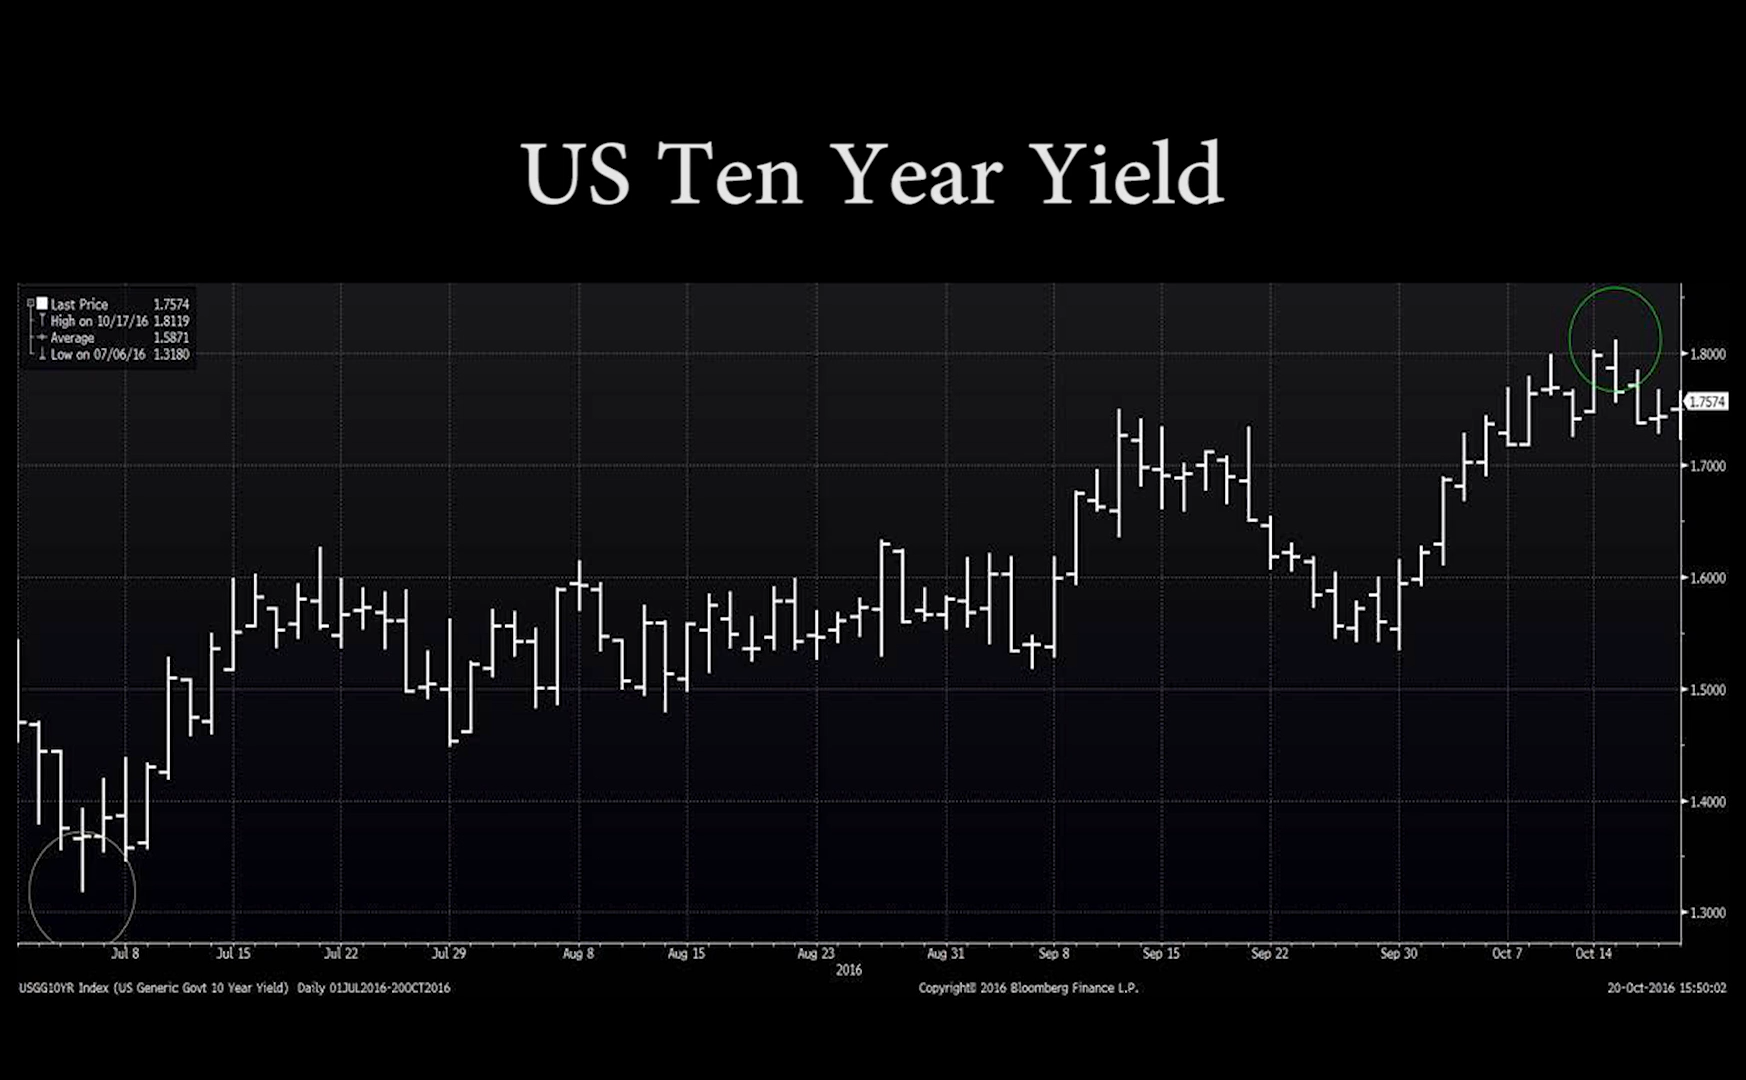 US Ten Year Yield
Last Price 1.7574
High on 10/17/16 1.8119
Average 1.5871
Low on 07/06/16 1.3180
1.8000
1.7574
1.7000
1.6000
1.5000
1.4000
1.3000
Jul 8 Jul 15 Jul 22 Jul 29 Aug 8 Aug 15 Aug 23 Aug 31 Sep 8 Sep 15 Sep 22 Sep 30 Oct 7 Oct 14
2016
USGG10YR Index (US Generic Govt 10 Year Yield) Daily 01JUL2016-20OCT2016 Copyright© 2016 Bloomberg Finance L.P. 20-Oct-2016 15:50:02